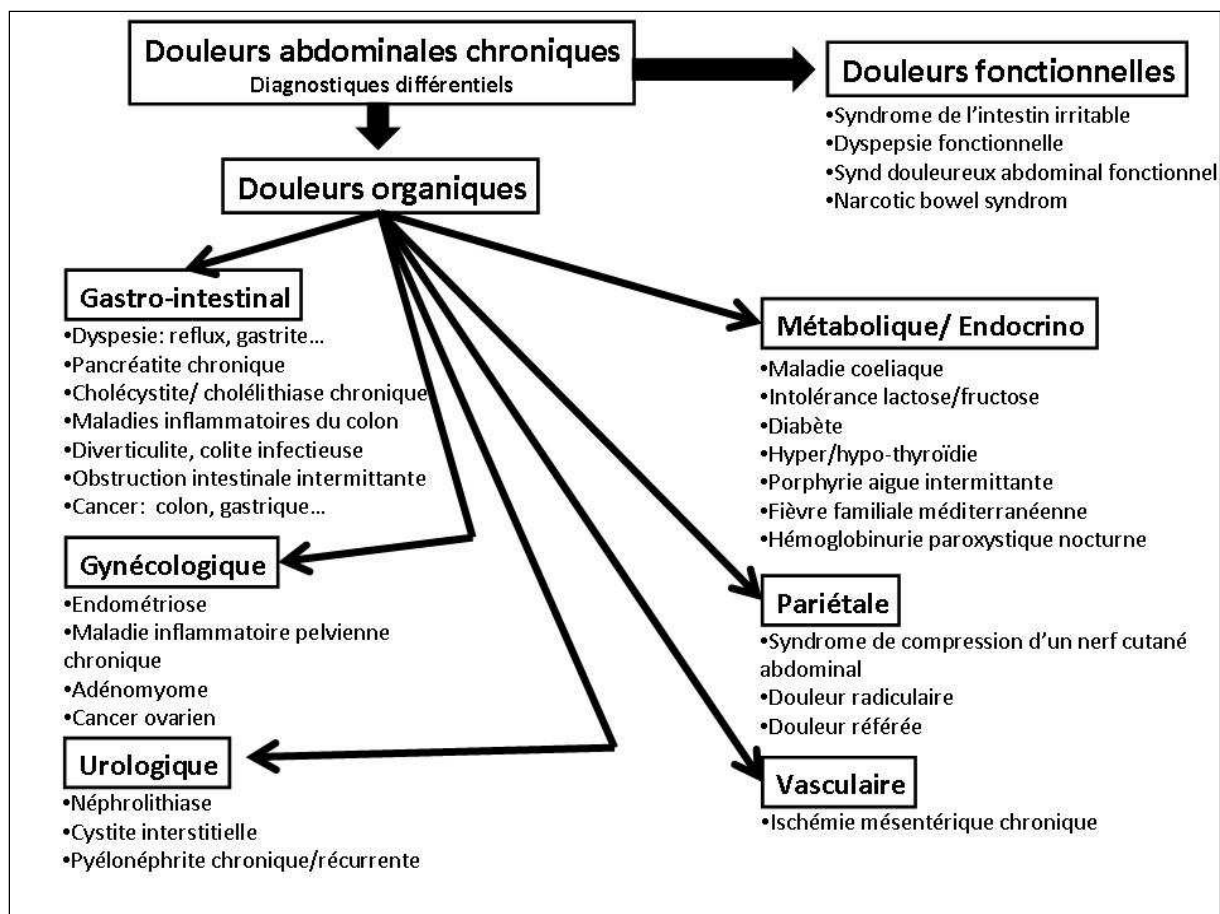 Douleurs abdominales chroniques
Diagnostiques différentiels
Douleurs fonctionnelles
•Syndrome de l'intestin irritable
•Dyspepsie fonctionnelle
•Synd douleureux abdominal fonctionnel
•Narcotic bowel syndrom
Douleurs organiques
Gastro-intestinal
•Dyspesie: reflux, gastrite...
•Pancréatite chronique
•Cholécystite/ cholélithiase chronique
•Maladies inflammatoires du colon
•Diverticulite, colite infectieuse
•Obstruction intestinale intermittante
•Cancer: colon, gastrique...
Gynécologique
•Endométriose
•Maladie inflammatoire pelvienne
chronique
•Adénomyome
•Cancer ovarien
Urologique
•Néphrolithiase
•Cystite interstitielle
•Pyélonéphrite chronique/récurrente
Métabolique/ Endocrino
•Maladie coeliaque
•Intolérance lactose/fructose
•Diabète
•Hyper/hypo-thyroïdie
•Porphyrie aigue intermittante
•Fièvre familiale méditerranéenne
•Hémoglobinurie paroxystique nocturne
Pariétale
•Syndrome de compression d'un nerf cutané
abdominal
•Douleur radiculaire
•Douleur référée
Vasculaire
•Ischémie mésentérique chronique